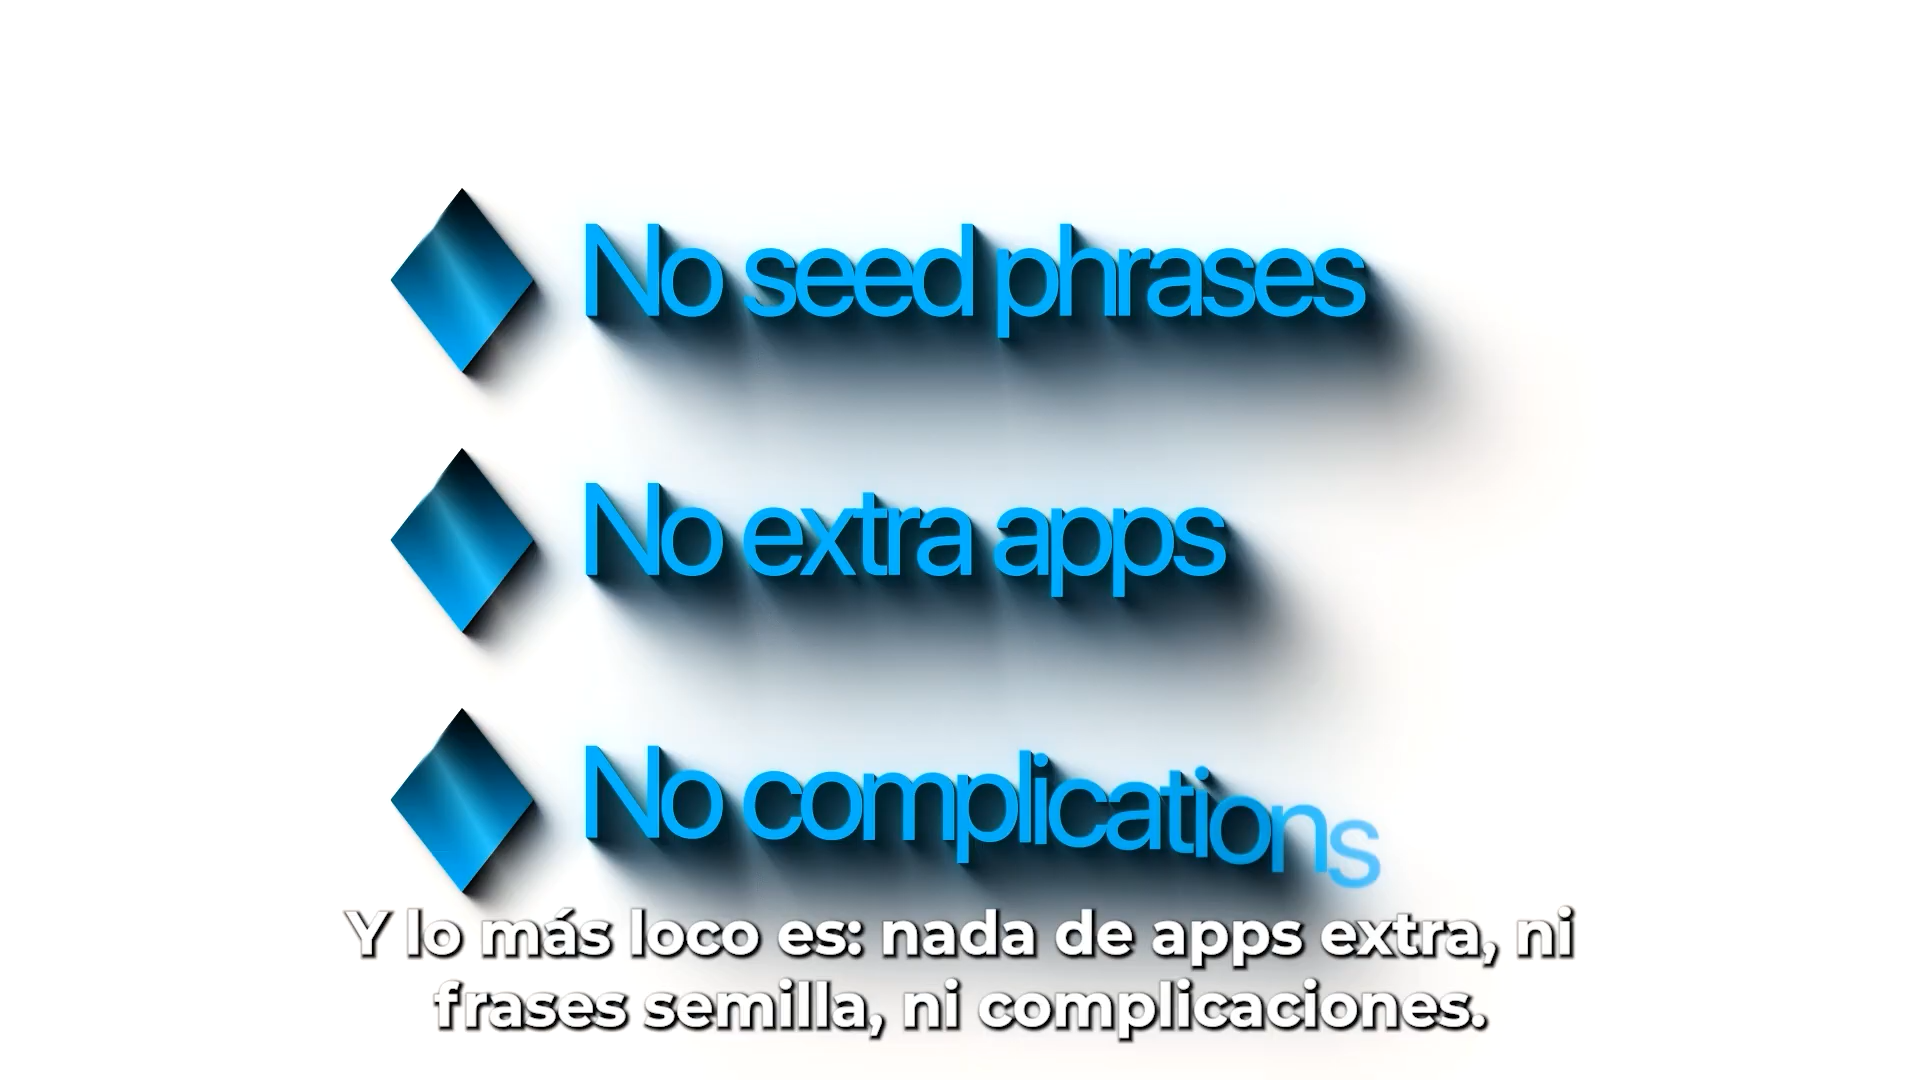 No seed phrases
No extra apps
No complications
Y lo más loco es: nada de apps extra, ni
frases semilla, ni complicaciones.